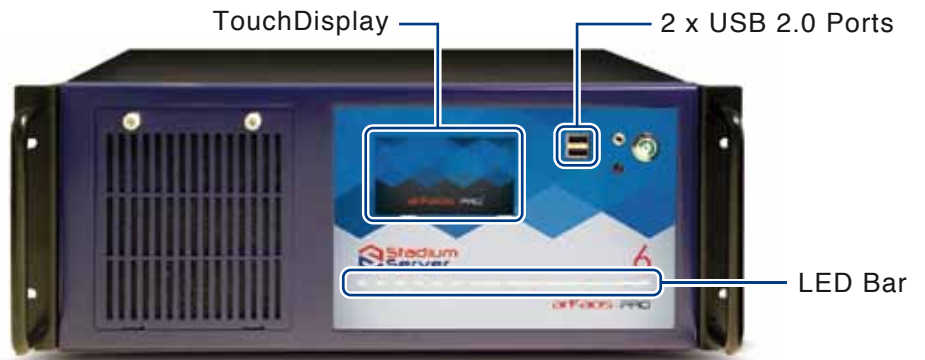 TouchDisplay
2 x USB 2.0 Ports
arKaos PRO
Stadium
Server
6
LED Bar
arKaos PRO